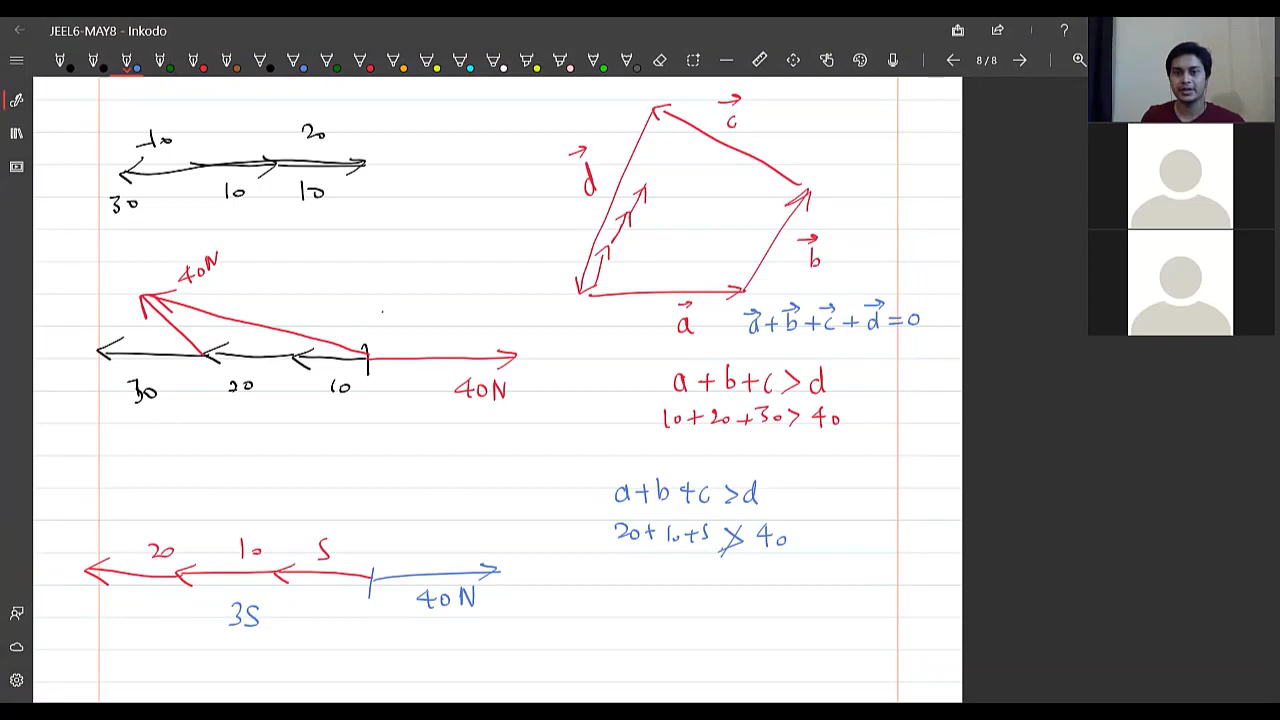 JEEL6-MAY8 - Inkodo
8/8
10
20
30
10
10
40N
30
20
10
40N
c
d
b
a
a + b + c + d = 0
a + b + c > d
10 + 20 + 30 > 40
a + b + c > d
20 + 10 + 5 ≯ 40
20
10
5
35
40 N